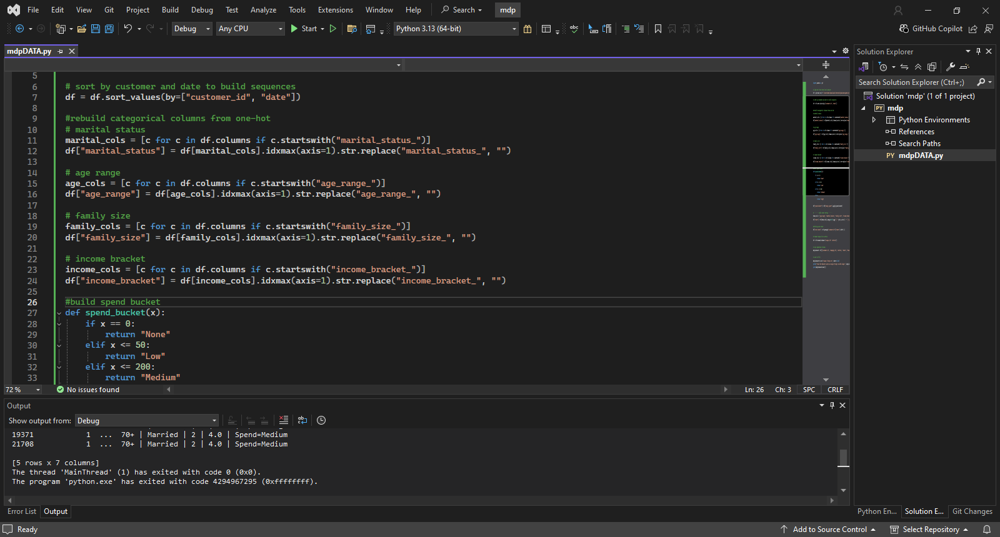 File Edit View Git Project Build Debug Test Analyze Tools Extensions Window Help Search mdp
Debug Any CPU Start Python 3.13 (64-bit) GitHub Copilot
mdpDATA.py
5
6 # sort by customer and date to build sequences
7 df = df.sort_values(by=["customer_id", "date"])
8
9 #rebuild categorical columns from one-hot
10 # marital status
11 marital_cols = [c for c in df.columns if c.startswith("marital_status_")]
12 df["marital_status"] = df[marital_cols].idxmax(axis=1).str.replace("marital_status_", "")
13
14 # age range
15 age_cols = [c for c in df.columns if c.startswith("age_range_")]
16 df["age_range"] = df[age_cols].idxmax(axis=1).str.replace("age_range_", "")
17
18 # family size
19 family_cols = [c for c in df.columns if c.startswith("family_size_")]
20 df["family_size"] = df[family_cols].idxmax(axis=1).str.replace("family_size_", "")
21
22 # income bracket
23 income_cols = [c for c in df.columns if c.startswith("income_bracket_")]
24 df["income_bracket"] = df[income_cols].idxmax(axis=1).str.replace("income_bracket_", "")
25
26 #build spend bucket
27 def spend_bucket(x):
28 if x == 0:
29 return "None"
30 elif x <= 50:
31 return "Low"
32 elif x <= 200:
33 return "Medium"
72 % No issues found Ln: 26 Ch: 3 SPC CRLF
Output
Show output from: Debug
19371 1 ... 70+ | Married | 2 | 4.0 | Spend=Medium
21708 1 ... 70+ | Married | 2 | 4.0 | Spend=Medium
[5 rows x 7 columns]
The thread 'MainThread' (1) has exited with code 0 (0x0).
The program 'python.exe' has exited with code 4294967295 (0xffffffff).
Error List Output
Solution Explorer
Search Solution Explorer (Ctrl+;)
Solution 'mdp' (1 of 1 project)
PY mdp
Python Environments
References
Search Paths
PY mdpDATA.py
Python En... Solution E... Git Changes
Ready Add to Source Control Select Repository